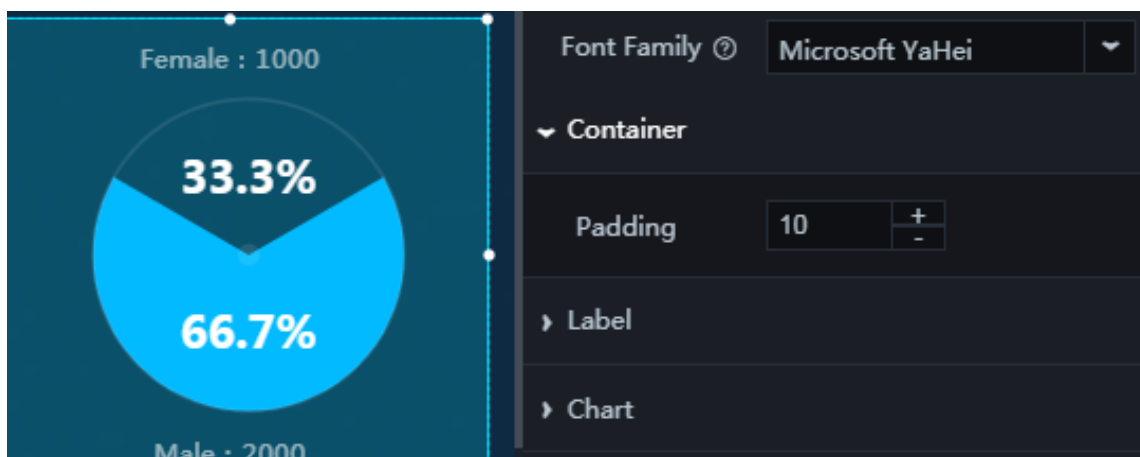 Female : 1000
33.3%
66.7%
Male : 2000
Font Family ?
Microsoft YaHei
Container
Padding
10
+
-
Label
Chart